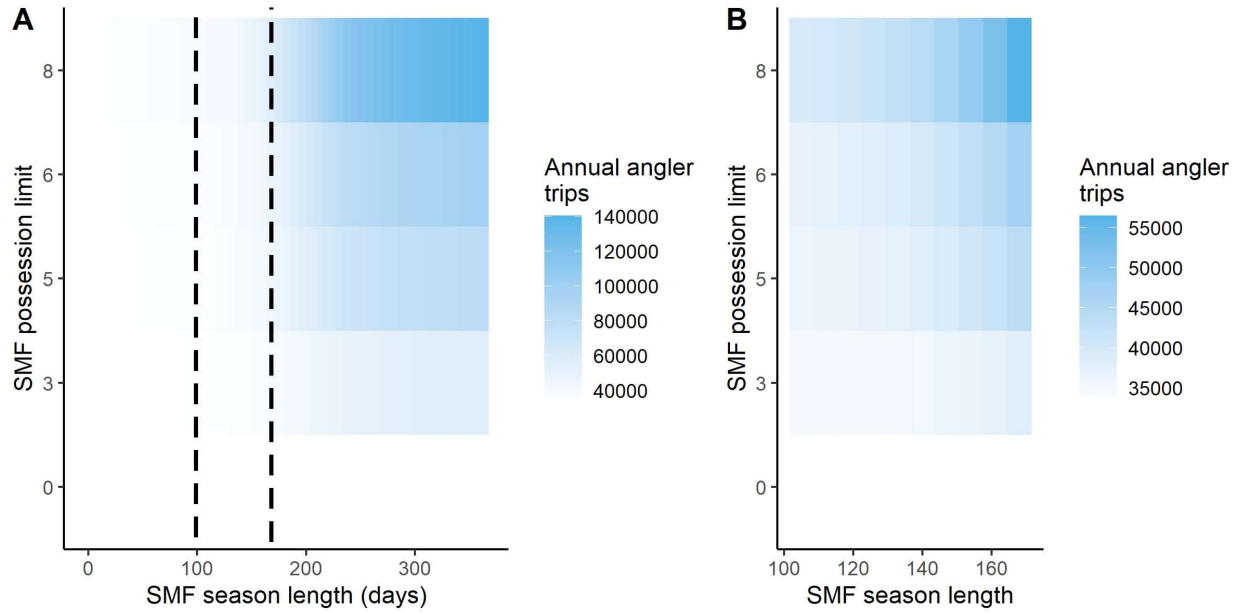 A
SMF possession limit
8
6
5
3
0
0
100
200
300
SMF season length (days)
Annual angler
trips
140000
120000
100000
80000
60000
40000
B
SMF possession limit
8
6
5
3
0
100
120
140
160
SMF season length
Annual angler
trips
55000
50000
45000
40000
35000